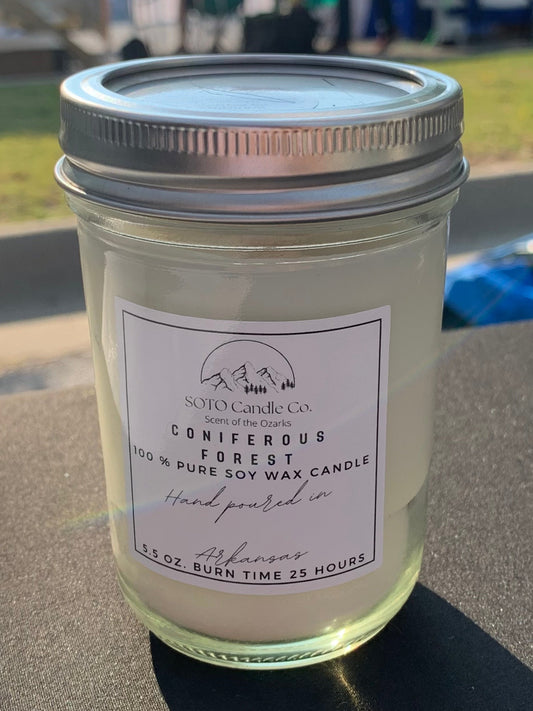 SOTO Candle Co.
Scent of the Ozarks
CONIFEROUS
FOREST
100 % PURE SOY WAX CANDLE
Hand poured in
Arkansas
5.5 OZ. BURN TIME 25 HOURS